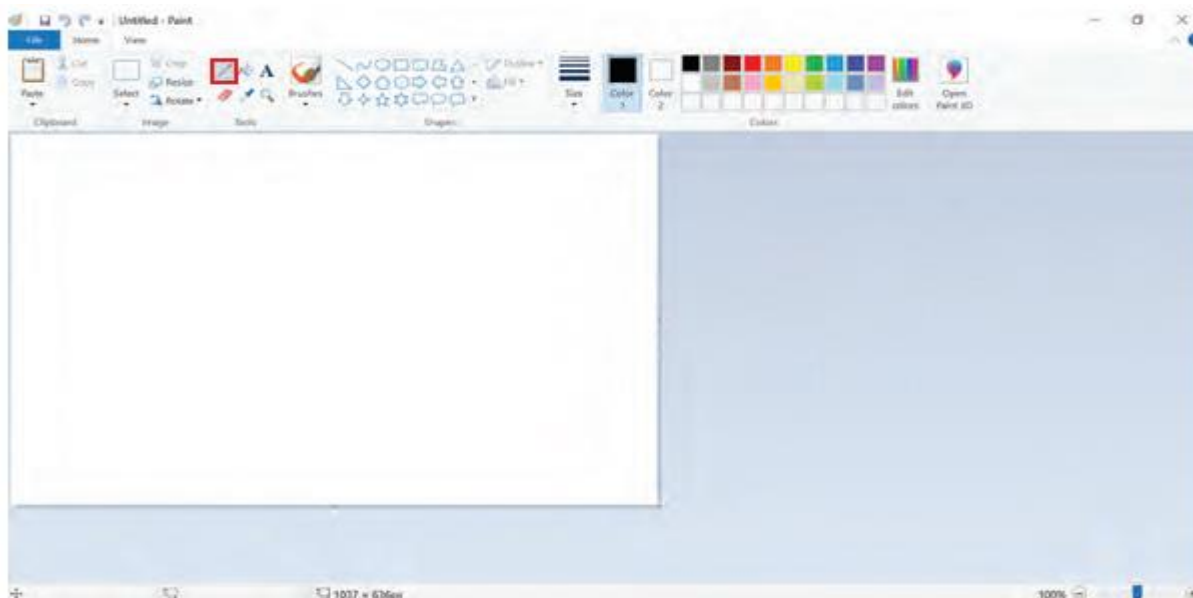 Untitled - Paint
File Home View
Cut
Copy
Paste
Clipboard
Crop
Resize
Rotate
Select
Image
A
Tools
Brushes
Outline
Fill
Shapes
Size
Color 1
Color 2
Edit colors
Open Paint 3D
Colors
1037 × 636px
100%